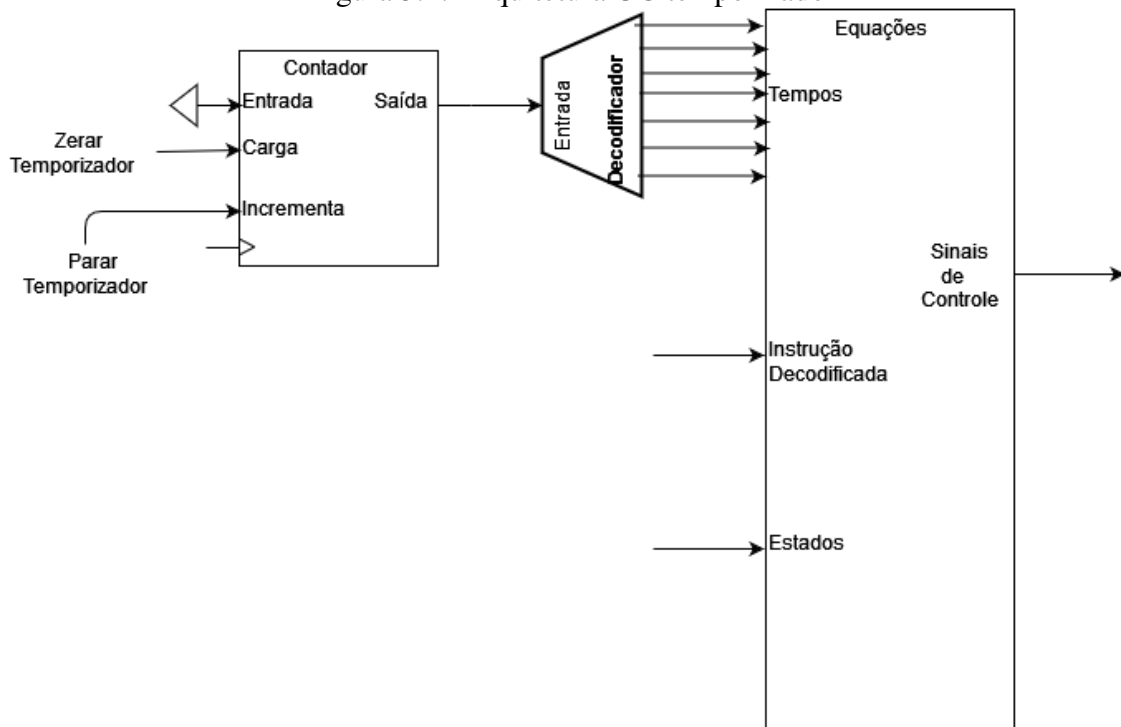 Equações
Contador
Entrada
Saída
Entrada
Decodificador
Tempos
Zerar
Temporizador
Carga
Incrementa
Parar
Temporizador
Sinais
de
Controle
Instrução
Decodificada
Estados